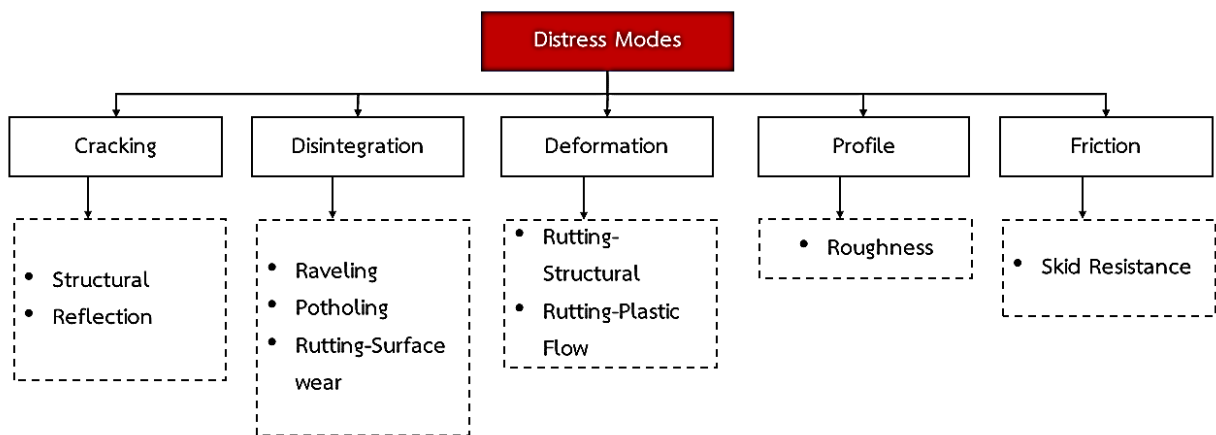 Distress Modes
Cracking
Disintegration
Deformation
Profile
Friction
• Structural
• Reflection
• Raveling
• Potholing
• Rutting-Surface
wear
• Rutting-
Structural
• Rutting-Plastic
Flow
• Roughness
• Skid Resistance